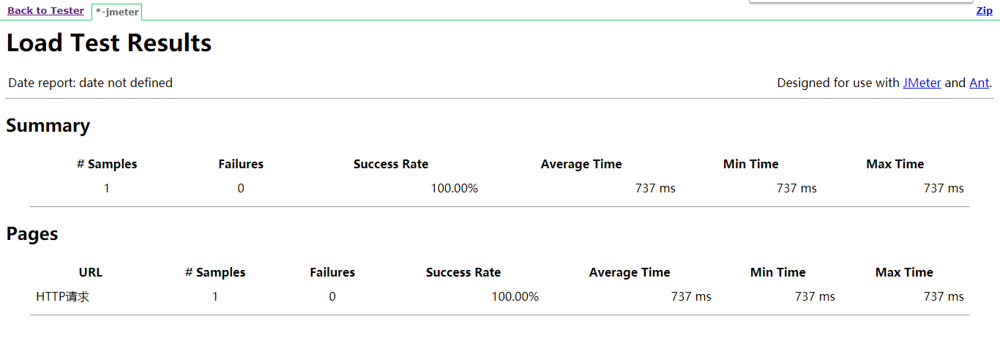 Back to Tester *-jmeter Zip
Load Test Results
Date report: date not defined Designed for use with JMeter and Ant.
Summary
# Samples Failures Success Rate Average Time Min Time Max Time
1 0 100.00% 737 ms 737 ms 737 ms
Pages
URL # Samples Failures Success Rate Average Time Min Time Max Time
HTTP请求 1 0 100.00% 737 ms 737 ms 737 ms